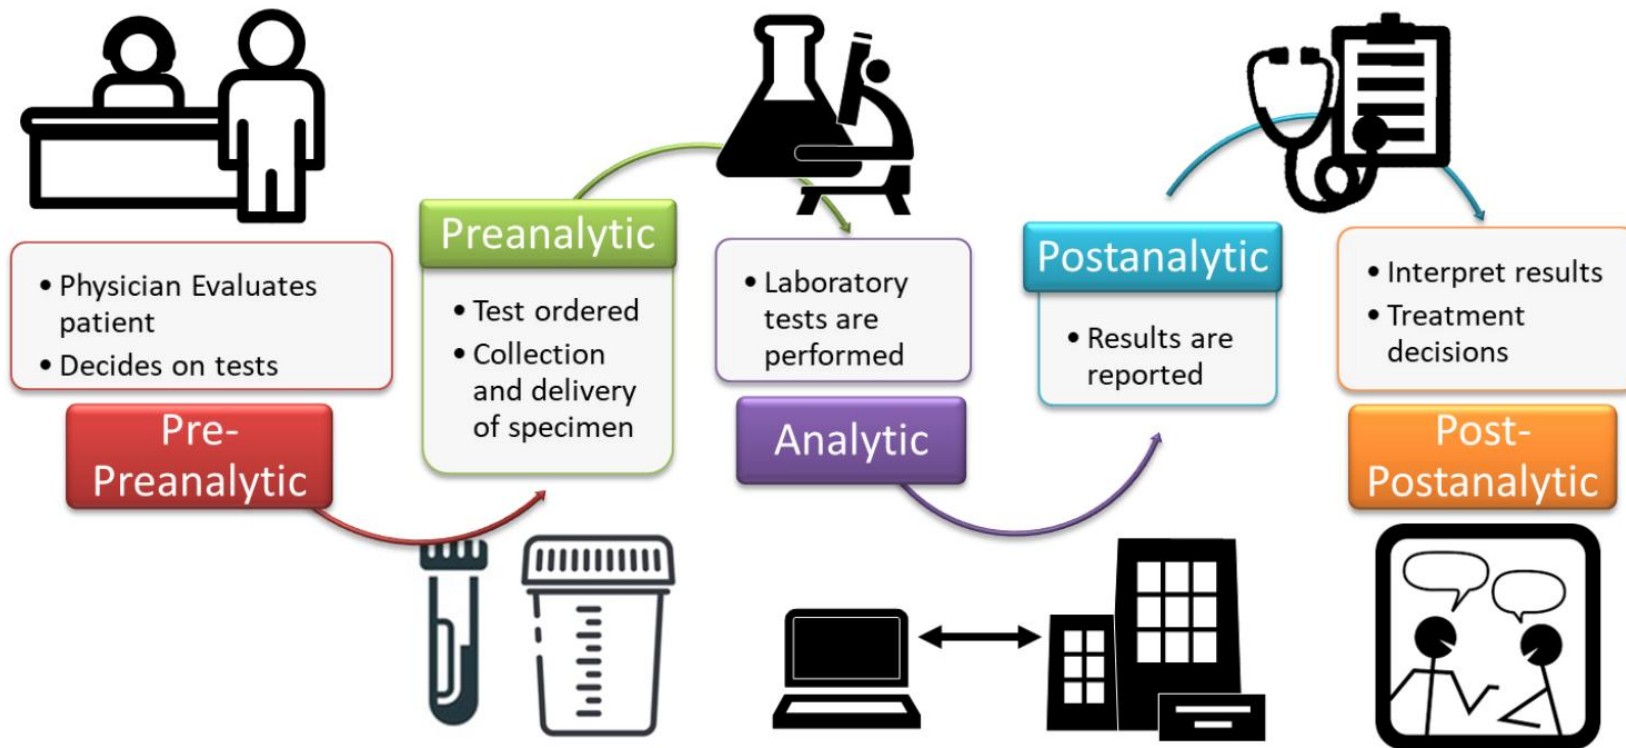 • Physician Evaluates
patient
• Decides on tests
Pre-
Preanalytic
Preanalytic
• Test ordered
• Collection
and delivery
of specimen
• Laboratory
tests are
performed
Analytic
Postanalytic
• Results are
reported
• Interpret results
• Treatment
decisions
Post-
Postanalytic